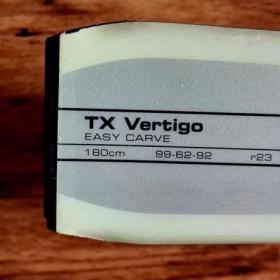 TX Vertigo
EASY CARVE
180cm 99-62-92 r23